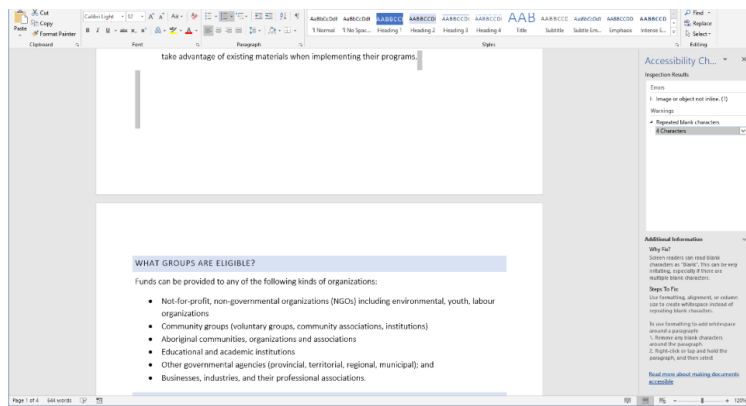 Cut
Copy
Paste
Format Painter
Clipboard
Calibri Light 12
Font
Paragraph
AaBbCcDdI AaBbCcDdI AABBCCI AABBCCD AABBCCD AABBCCI AAB AABBCCC AaBbCcDdI AABBCCDD AABBCCD
¶ Normal ¶ No Spac... Heading 1 Heading 2 Heading 3 Heading 4 Title Subtitle Subtle Em... Emphasis Intense E...
Styles
Find
Replace
Select
Editing
take advantage of existing materials when implementing their programs.
WHAT GROUPS ARE ELIGIBLE?
Funds can be provided to any of the following kinds of organizations:
• Not-for-profit, non-governmental organizations (NGOs) including environmental, youth, labour
organizations
• Community groups (voluntary groups, community associations, institutions)
• Aboriginal communities, organizations and associations
• Educational and academic institutions
• Other governmental agencies (provincial, territorial, regional, municipal); and
• Businesses, industries, and their professional associations.
Accessibility Ch...
Inspection Results
Errors
Image or object not inline. (1)
Warnings
Repeated blank characters
4 Characters
Additional Information
Why Fix?
Screen readers can read blank
characters as "Blank". This can be very
irritating, especially if there are
multiple blank characters.
Steps To Fix
Use formatting, alignment, or column
size to create whitespace instead of
repeating blank characters.
To use formatting to add whitespace
around a paragraph:
1. Remove any blank characters
around the paragraph.
2. Right-click or tap and hold the
paragraph, and then select
Read more about making documents
accessible
Page 1 of 4 644 words
120%